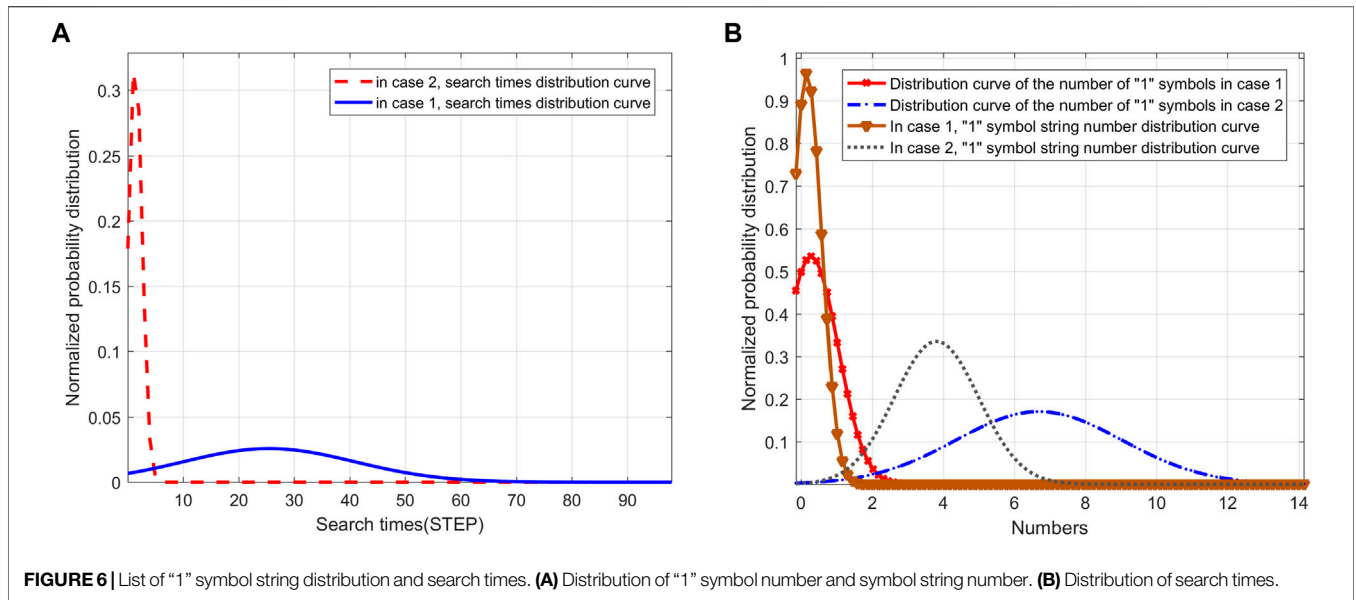 A
Normalized probability distribution
0.3
0.25
0.2
0.15
0.1
0.05
0
in case 2, search times distribution curve
in case 1, search times distribution curve
10 20 30 40 50 60 70 80 90
Search times(STEP)
B
Normalized probability distribution
1
0.9
0.8
0.7
0.6
0.5
0.4
0.3
0.2
0.1
Distribution curve of the number of "1" symbols in case 1
Distribution curve of the number of "1" symbols in case 2
In case 1, "1" symbol string number distribution curve
In case 2, "1" symbol string number distribution curve
0 2 4 6 8 10 12 14
Numbers
FIGURE 6 | List of “1” symbol string distribution and search times. (A) Distribution of “1” symbol number and symbol string number. (B) Distribution of search times.